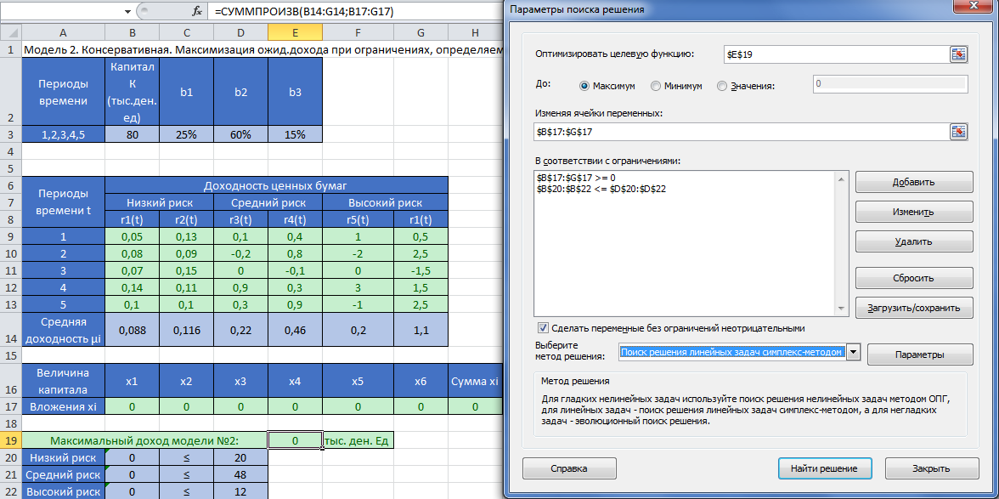 fx =СУММПРОИЗВ(B14:G14;B17:G17)
A B C D E F G H
1 Модель 2. Консервативная. Максимизация ожид.дохода при ограничениях, определяем
2 Периоды времени Капитал К (тыс.ден. ед) b1 b2 b3
3 1,2,3,4,5 80 25% 60% 15%
4
5
6 Периоды времени t Доходность ценных бумаг
7 Низкий риск Средний риск Высокий риск
8 r1(t) r2(t) r3(t) r4(t) r5(t) r1(t)
9 1 0,05 0,13 0,1 0,4 1 0,5
10 2 0,08 0,09 -0,2 0,8 -2 2,5
11 3 0,07 0,15 0 -0,1 0 -1,5
12 4 0,14 0,11 0,9 0,3 3 1,5
13 5 0,1 0,1 0,3 0,9 -1 2,5
14 Средняя доходность μi 0,088 0,116 0,22 0,46 0,2 1,1
15
16 Величина капитала x1 x2 x3 x4 x5 x6 Сумма xi
17 Вложения xi 0 0 0 0 0 0 0
18
19 Максимальный доход модели №2: 0 тыс. ден. Ед
20 Низкий риск 0 ≤ 20
21 Средний риск 0 ≤ 48
22 Высокий риск 0 ≤ 12
Параметры поиска решения
Оптимизировать целевую функцию: $E$19
До: Максимум Минимум Значения: 0
Изменяя ячейки переменных:
$B$17:$G$17
В соответствии с ограничениями:
$B$17:$G$17 >= 0
$B$20:$B$22 <= $D$20:$D$22
Добавить
Изменить
Удалить
Сбросить
Загрузить/сохранить
Сделать переменные без ограничений неотрицательными
Выберите метод решения: Поиск решения линейных задач симплекс-методом Параметры
Метод решения
Для гладких нелинейных задач используйте поиск решения нелинейных задач методом ОПГ,
для линейных задач - поиск решения линейных задач симплекс-методом, а для негладких
задач - эволюционный поиск решения.
Справка Найти решение Закрыть